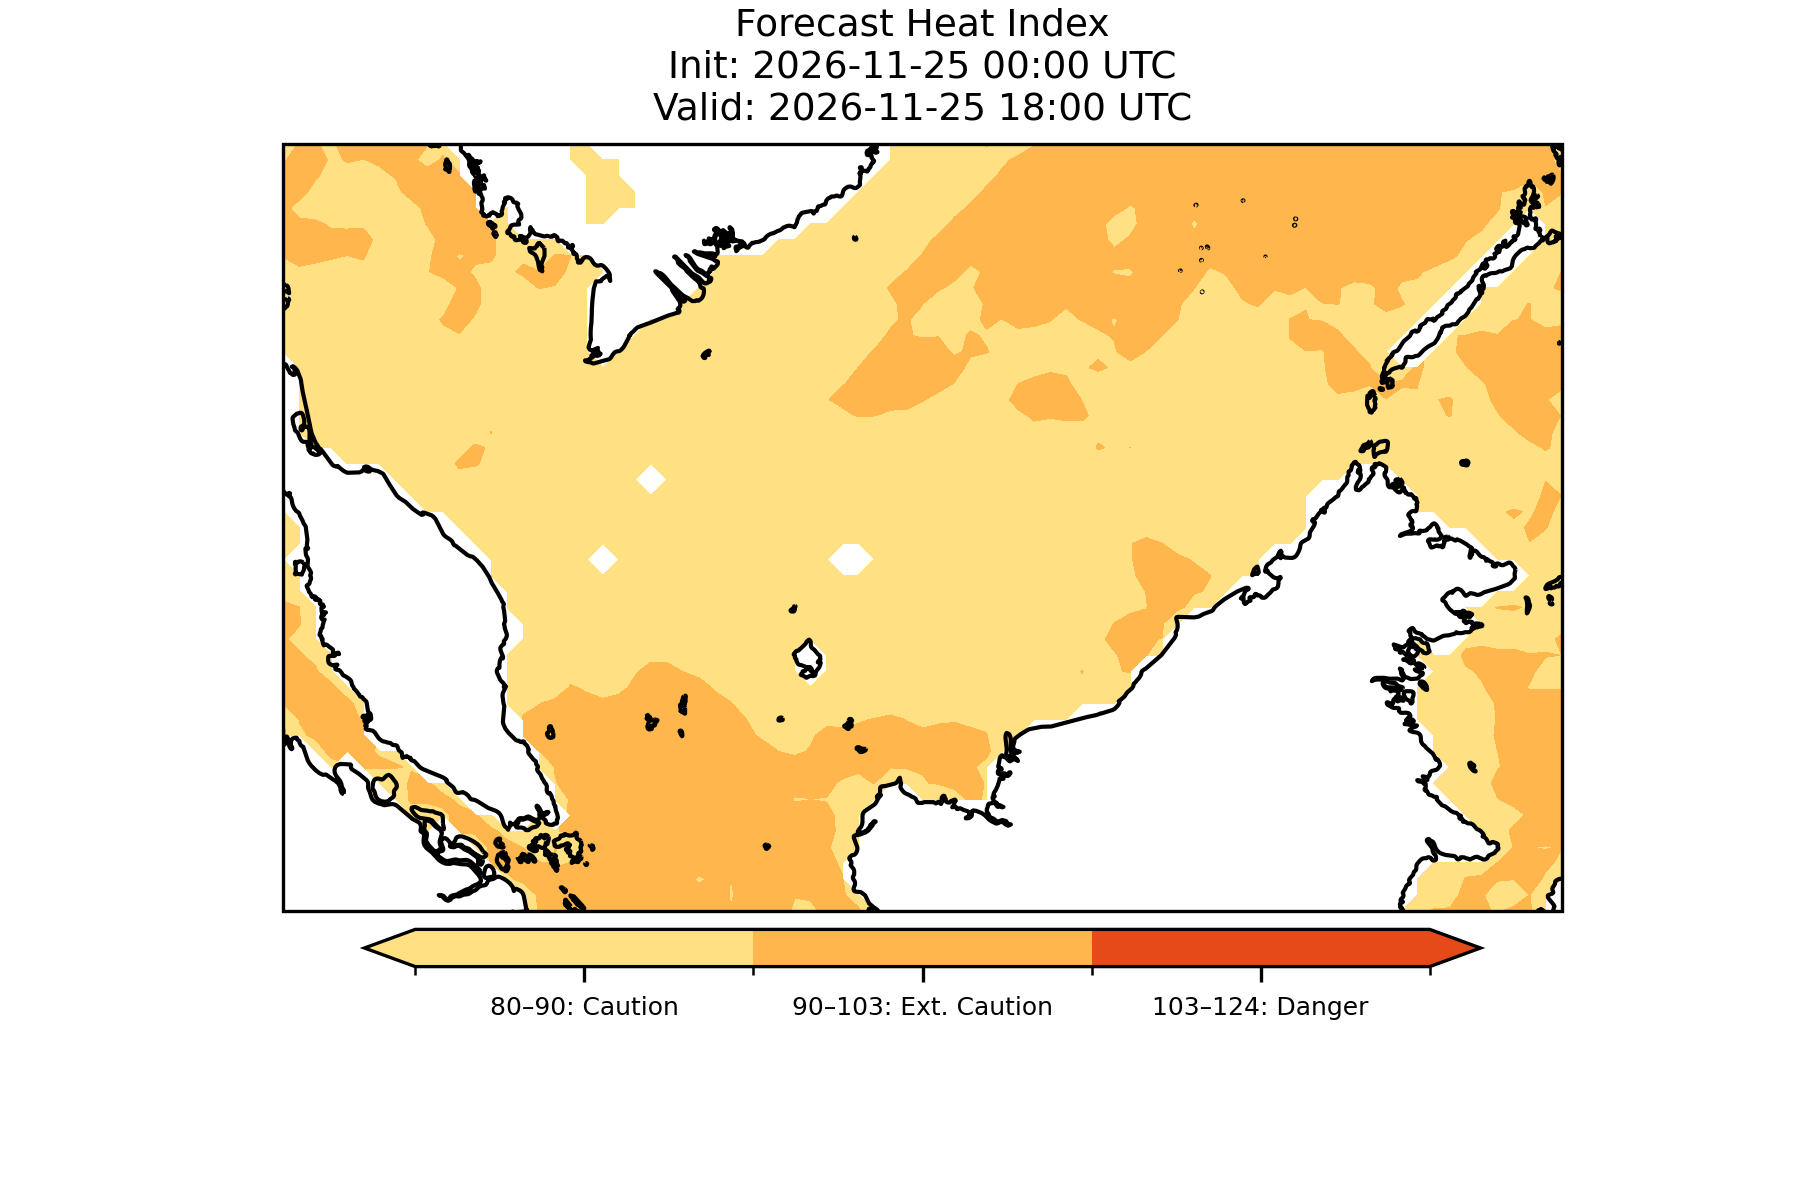 Forecast Heat Index
Init: 2026-11-25 00:00 UTC
Valid: 2026-11-25 18:00 UTC
80–90: Caution
90–103: Ext. Caution
103–124: Danger